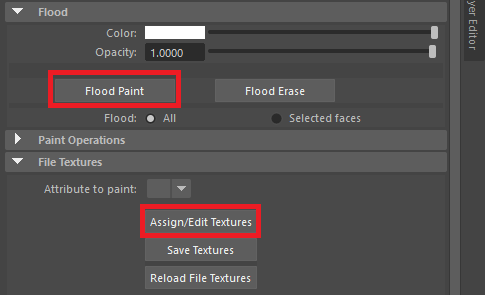 Flood
Color:
Opacity: 1.0000
Flood Paint Flood Erase
Flood: All Selected faces
Paint Operations
File Textures
Attribute to paint:
Assign/Edit Textures
Save Textures
Reload File Textures
yer Editor